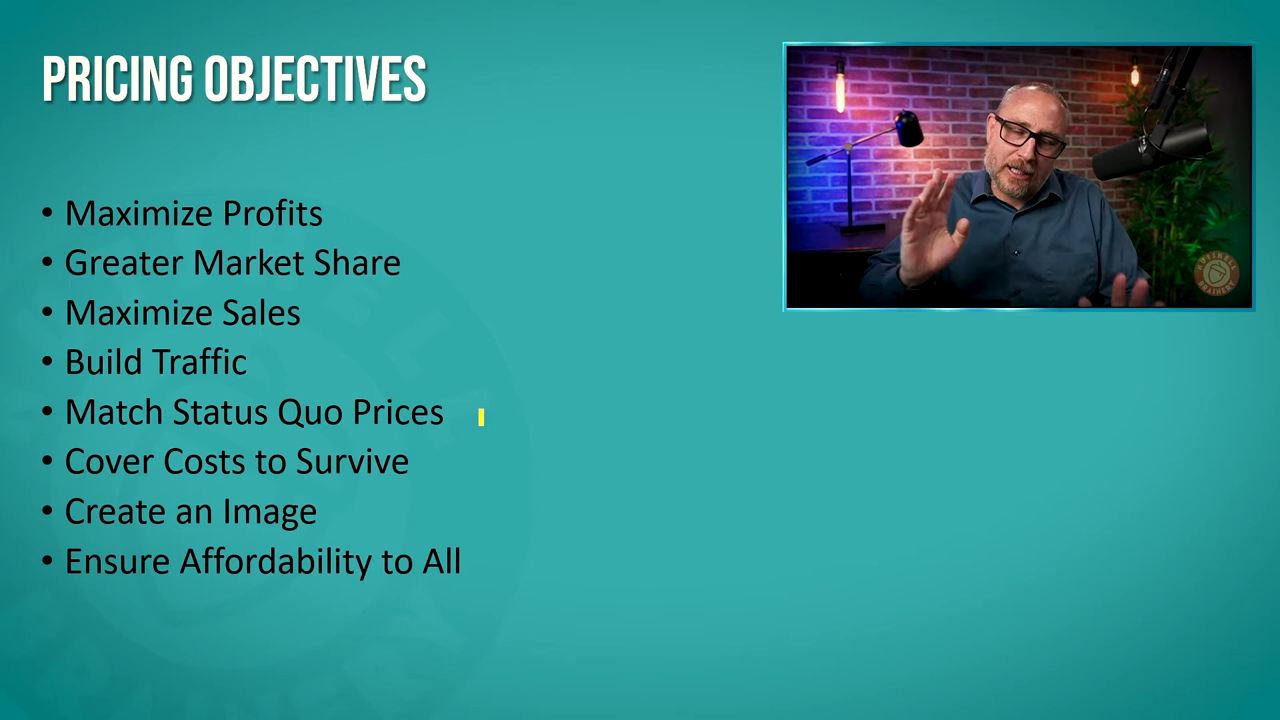 PRICING OBJECTIVES
• Maximize Profits
• Greater Market Share
• Maximize Sales
• Build Traffic
• Match Status Quo Prices
• Cover Costs to Survive
• Create an Image
• Ensure Affordability to All